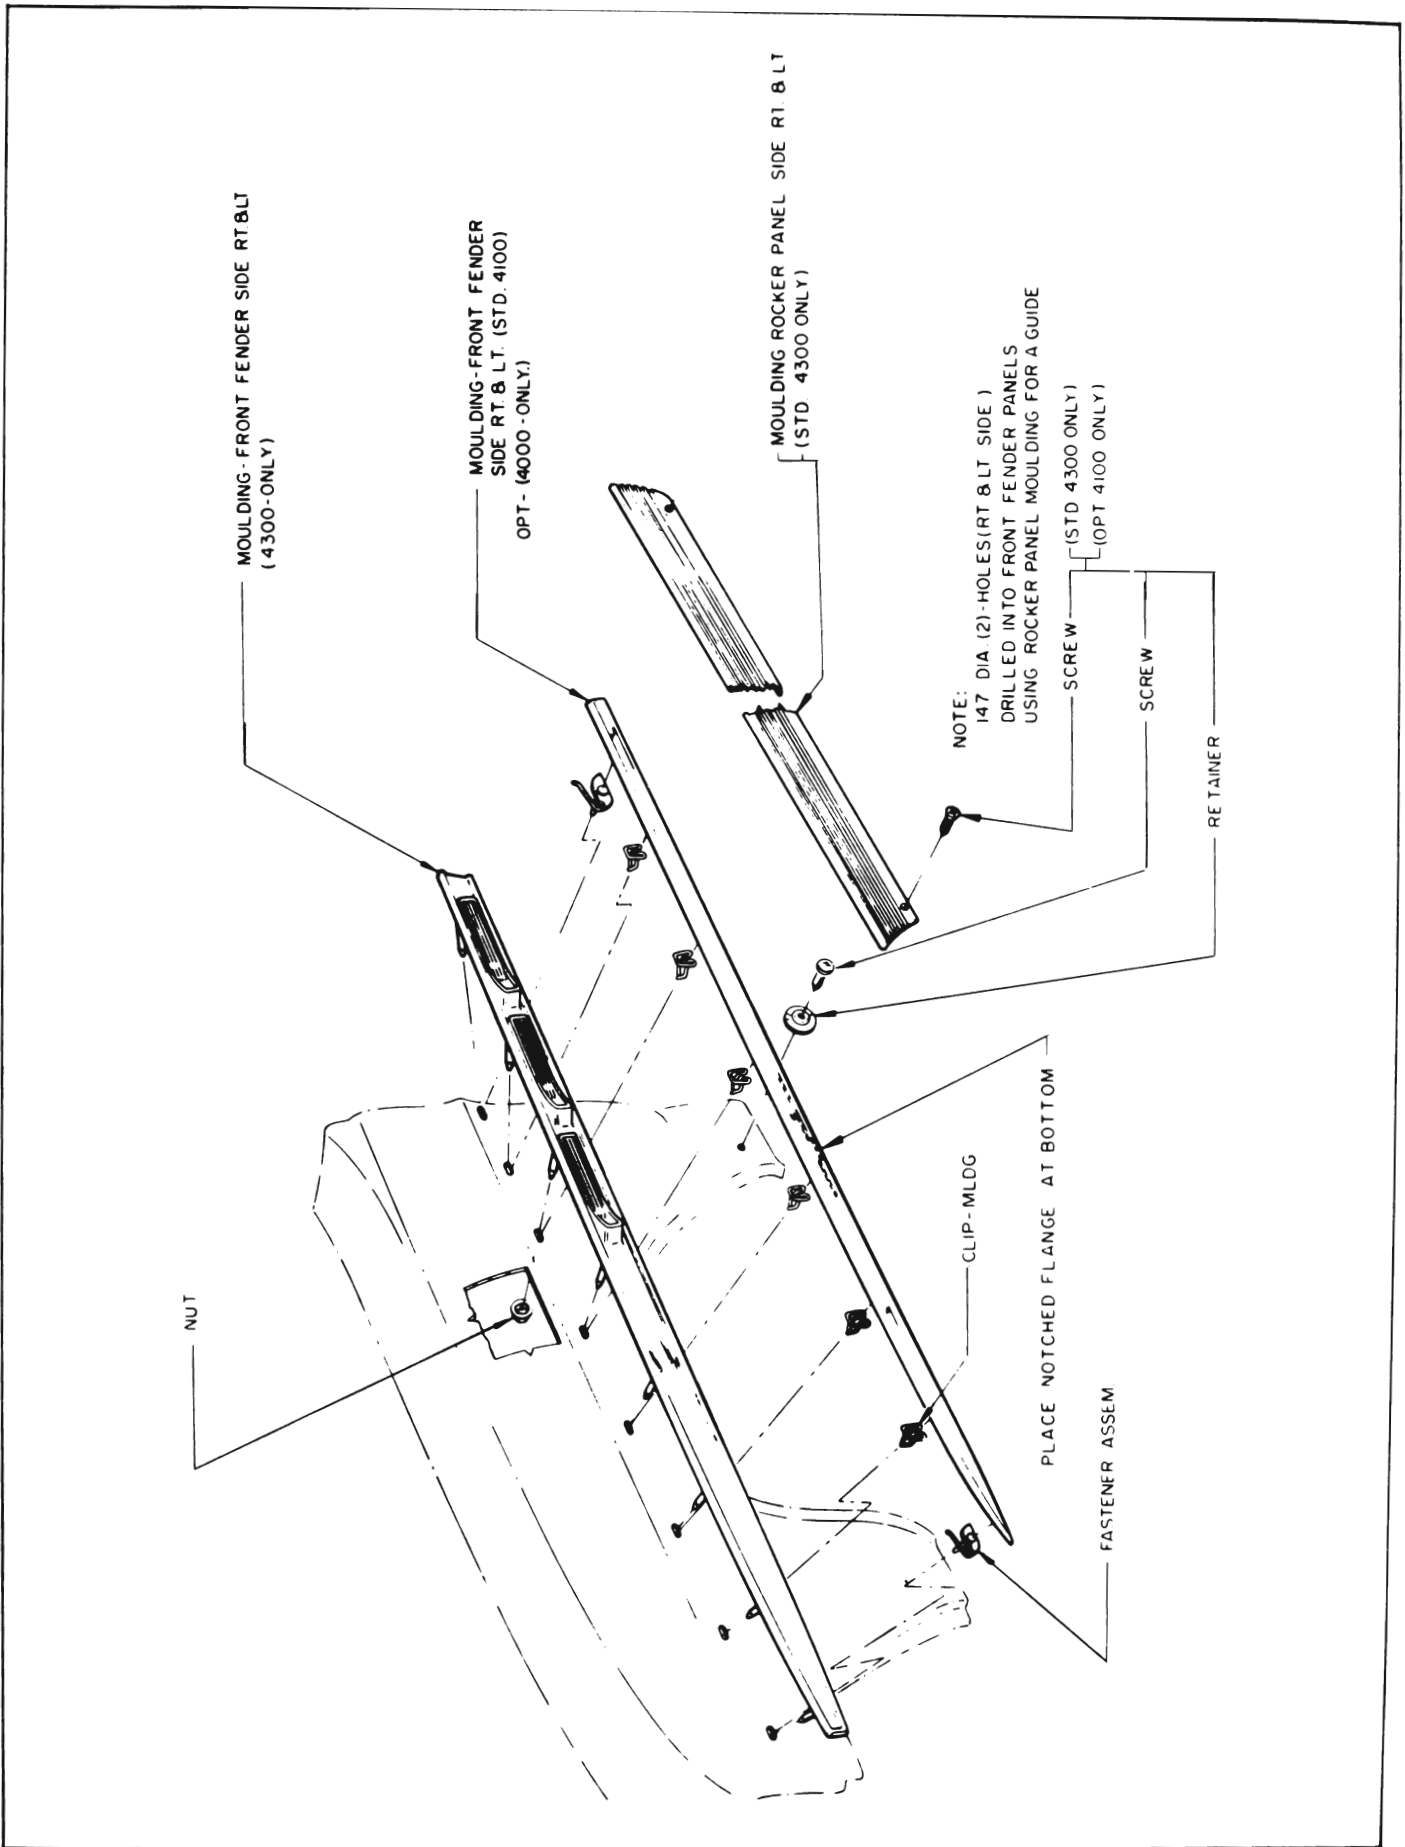 MOULDING-FRONT FENDER SIDE RT.&LT
(4300-ONLY)
MOULDING-FRONT FENDER
SIDE RT. & LT. (STD. 4100)
OPT-(4000-ONLY.)
MOULDING ROCKER PANEL SIDE RT. & LT
(STD. 4300 ONLY)
NOTE:
147 DIA. (2)-HOLES(RT & LT SIDE )
DRILLED INTO FRONT FENDER PANELS
USING ROCKER PANEL MOULDING FOR A GUIDE
SCREW
(STD 4300 ONLY)
(OPT 4100 ONLY)
SCREW
RETAINER
NUT
PLACE NOTCHED FLANGE AT BOTTOM
CLIP-MLDG
FASTENER ASSEM.